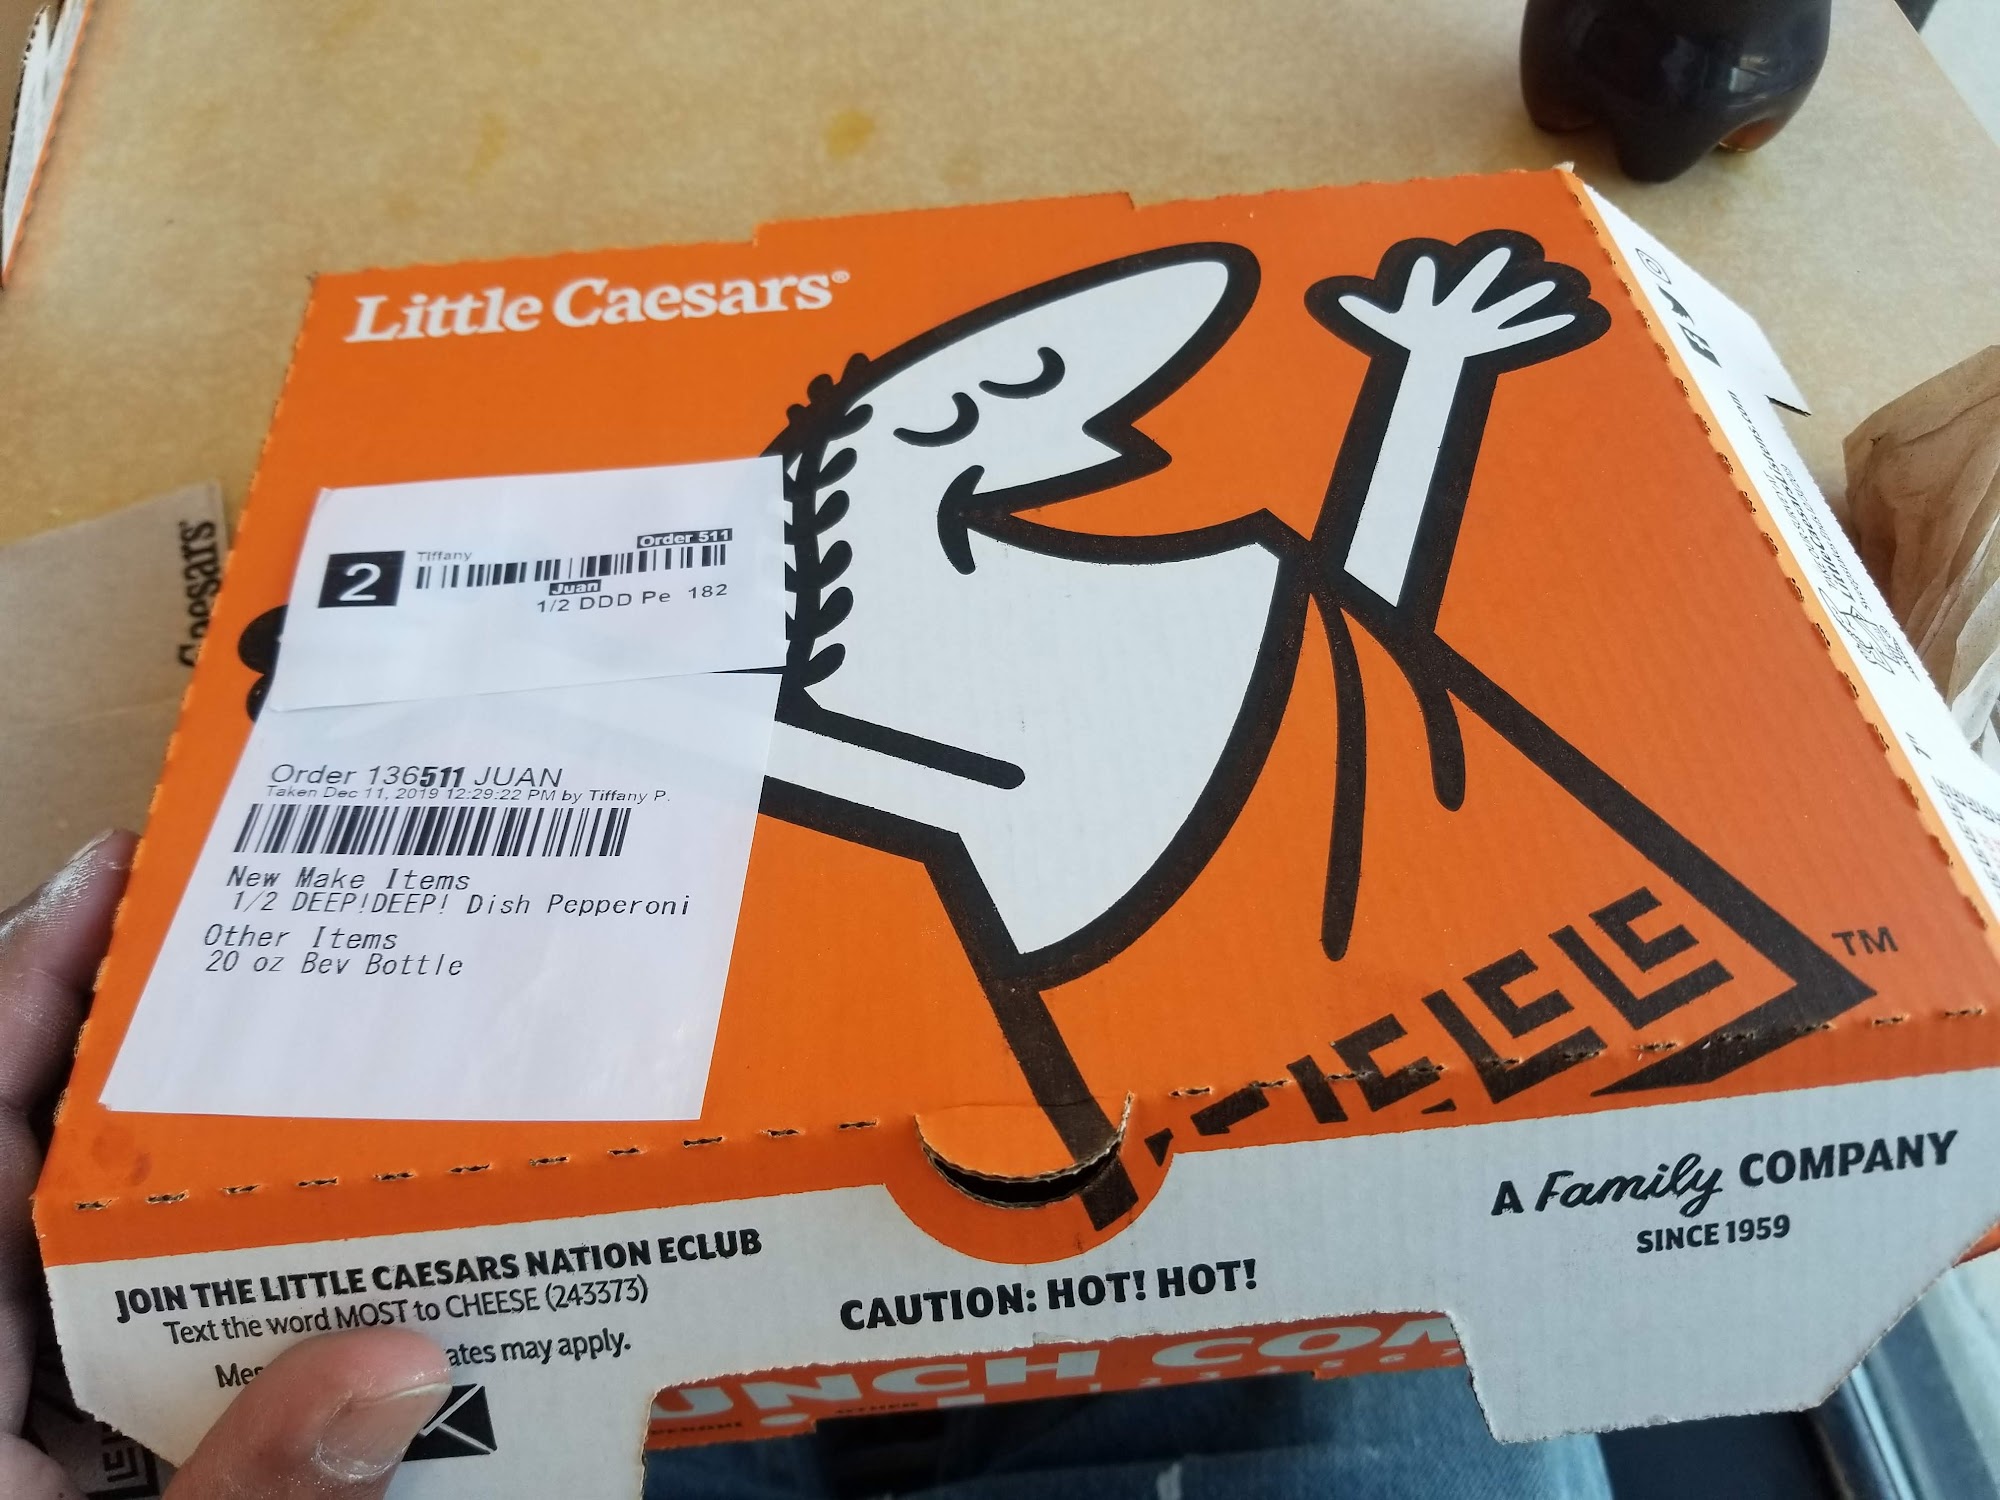 Little Caesars®
Order 511
2
Tiffany
Juan
1/2 DDD Pe 182
Order 136511 JUAN
Taken Dec 11, 2019 12:29:22 PM by Tiffany P.
New Make Items
1/2 DEEP!DEEP! Dish Pepperoni
Other Items
20 oz Bev Bottle
TM
A Family COMPANY
SINCE 1959
JOIN THE LITTLE CAESARS NATION ECLUB
Text the word MOST to CHEESE (243373)
may apply.
CAUTION: HOT! HOT!
Caesars
7"